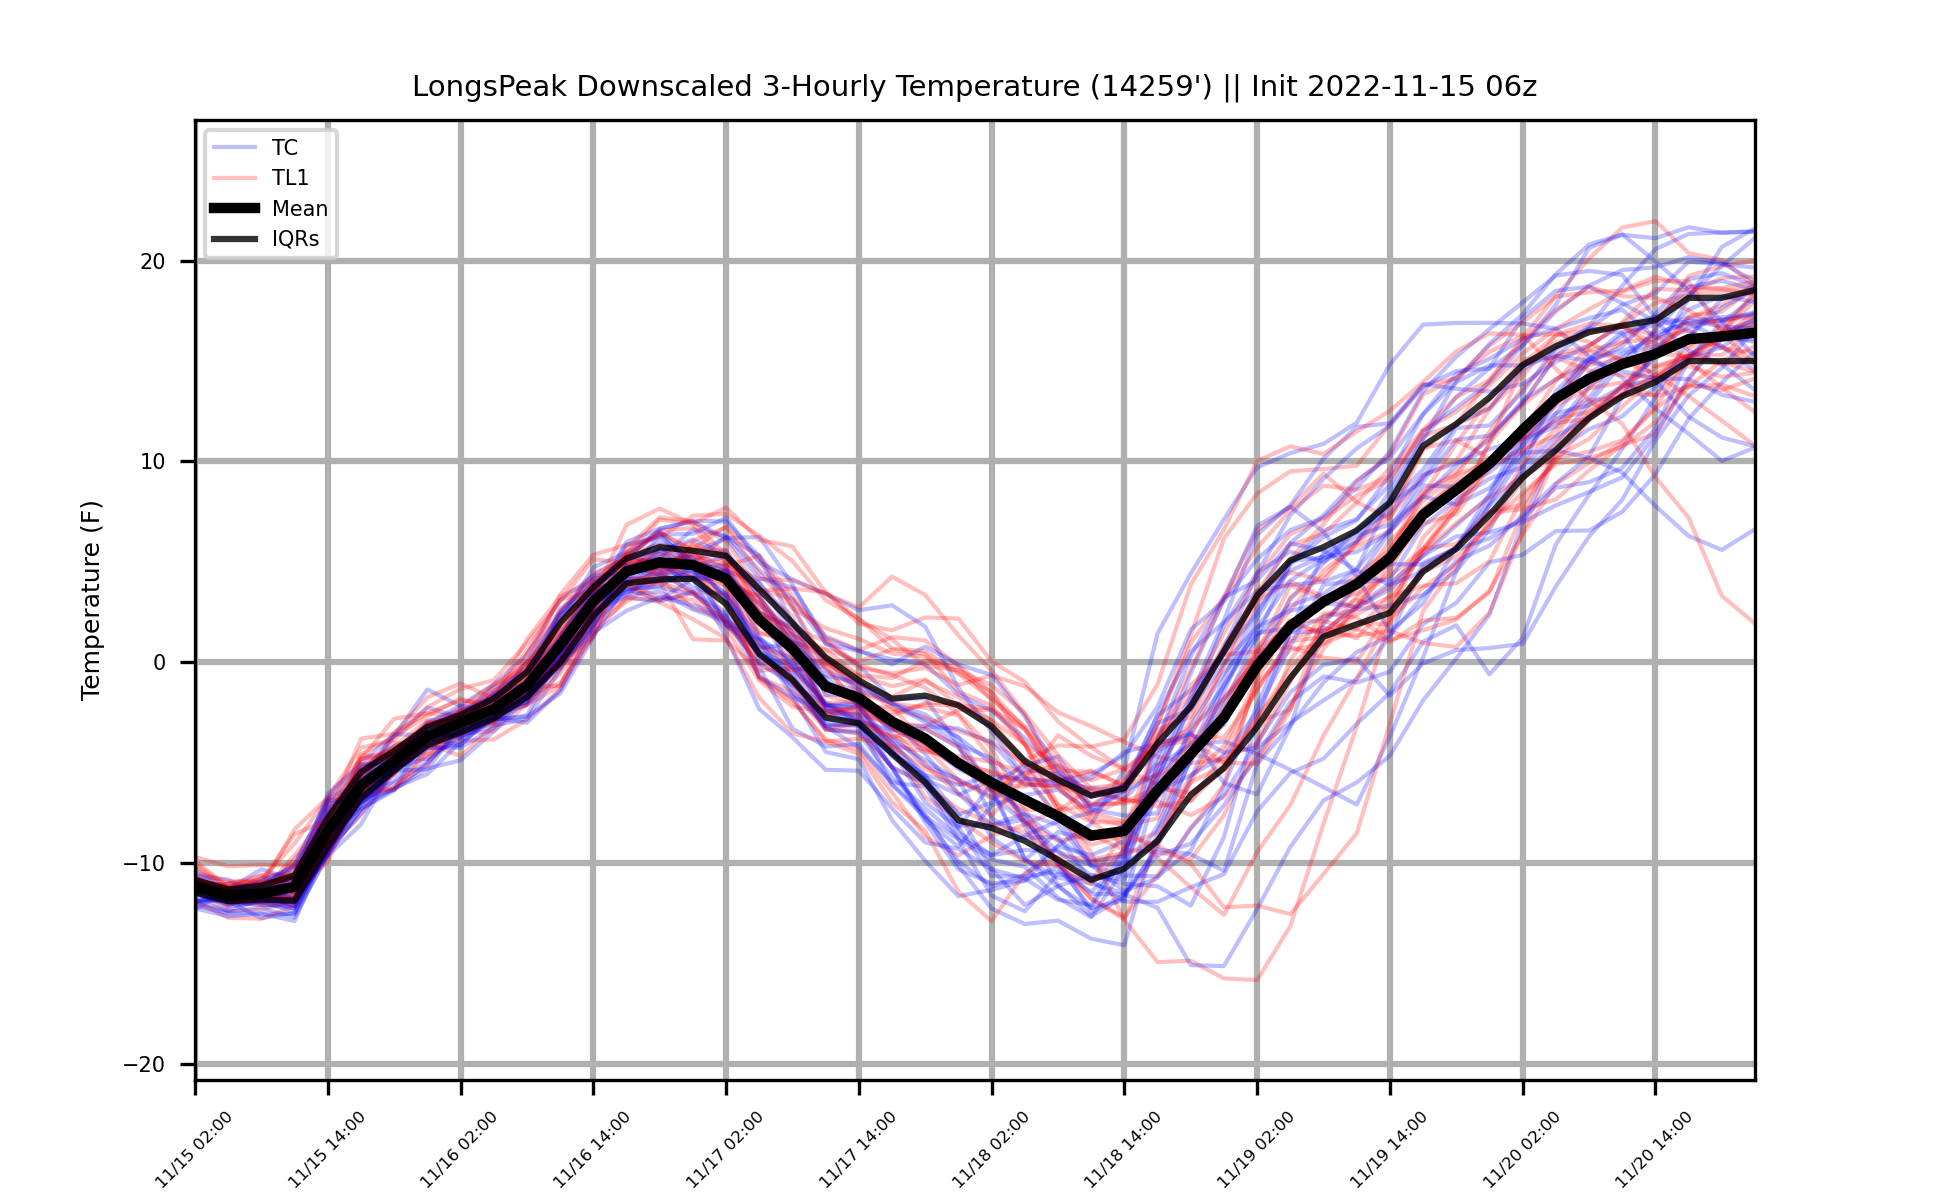 LongsPeak Downscaled 3-Hourly Temperature (14259') || Init 2022-11-15 06z
TC
TL1
Mean
IQRs
Temperature (F)
20
10
0
−10
−20
11/15 02:00
11/15 14:00
11/16 02:00
11/16 14:00
11/17 02:00
11/17 14:00
11/18 02:00
11/18 14:00
11/19 02:00
11/19 14:00
11/20 02:00
11/20 14:00